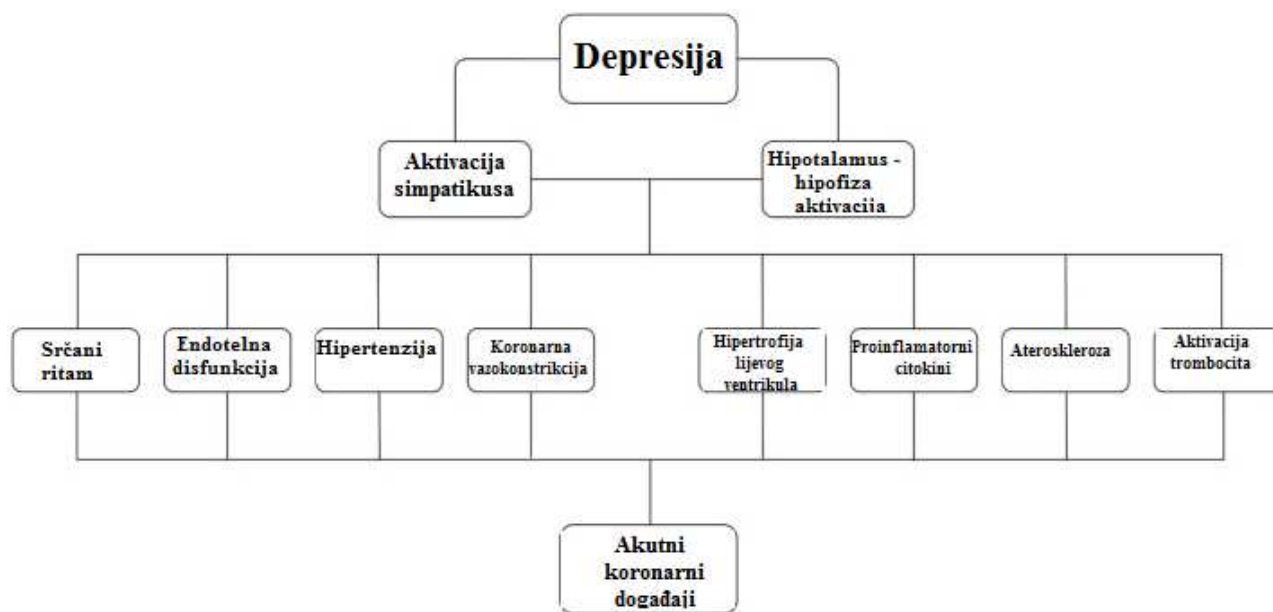 Depresija
Aktivacija
simpatikusa
Hipotalamus -
hipofiza
aktivacija
Srčani
ritam
Endotelna
disfunkcija
Hipertenzija
Koronarna
vazokonstrikcija
Hipertrofija
lijevog
ventrikula
Proinflamatorni
citokini
Ateroskleroza
Aktivacija
trombocita
Akutni
koronarni
događaji